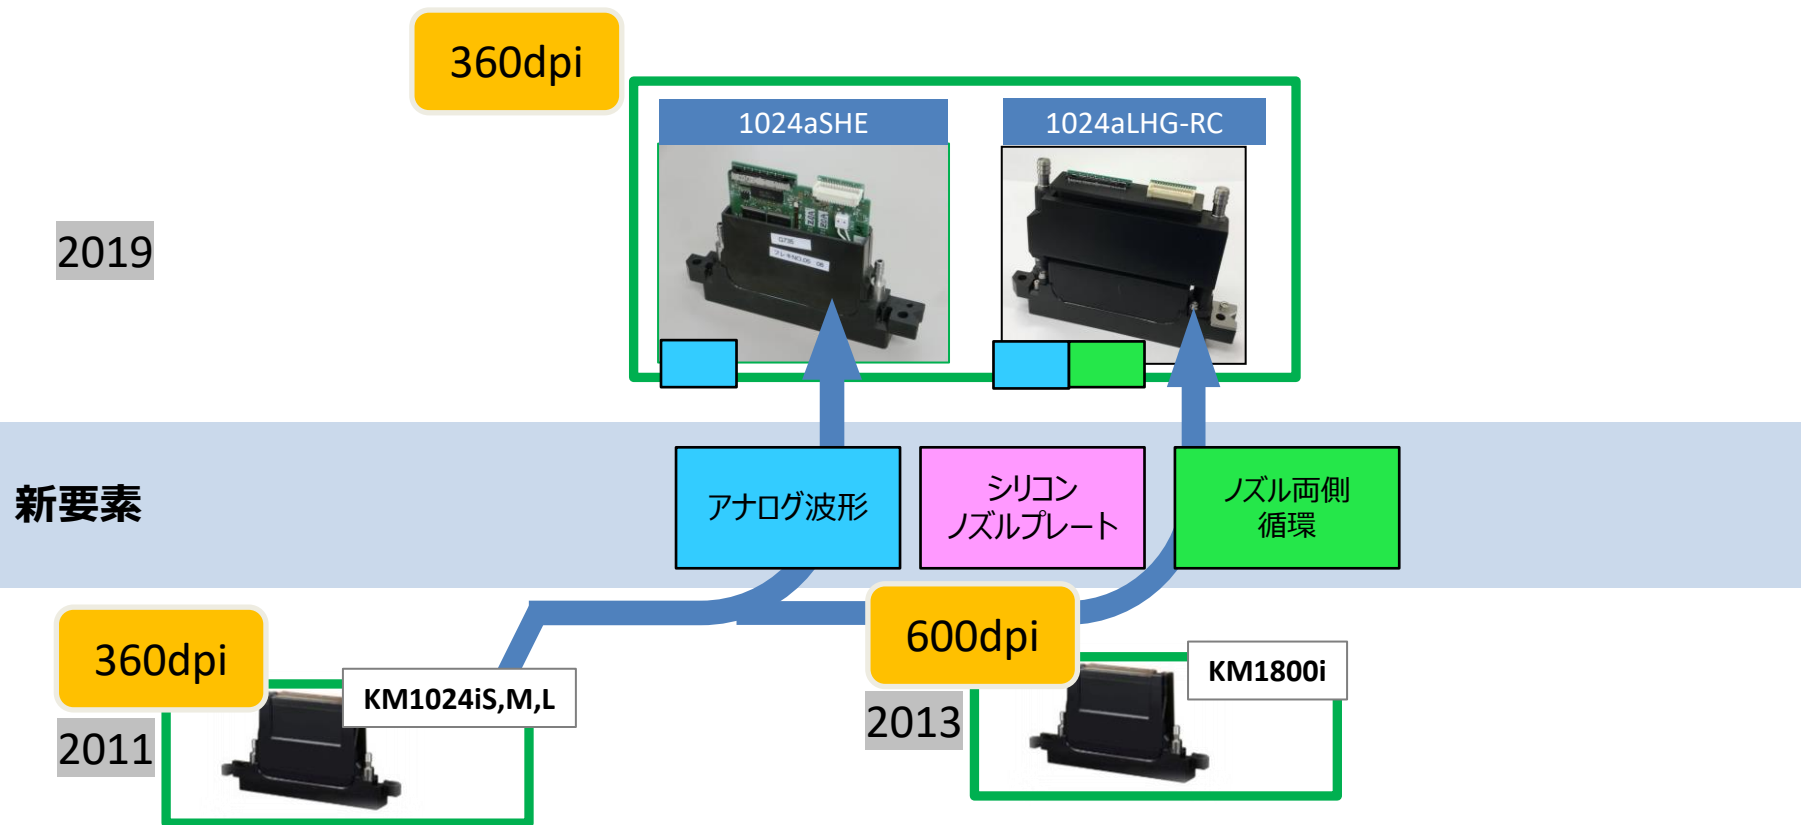 360dpi
1024aSHE
1024aLHG-RC
2019
新要素
アナログ波形
シリコン
ノズルプレート
ノズル両側
循環
360dpi
KM1024iS,M,L
2011
600dpi
KM1800i
2013